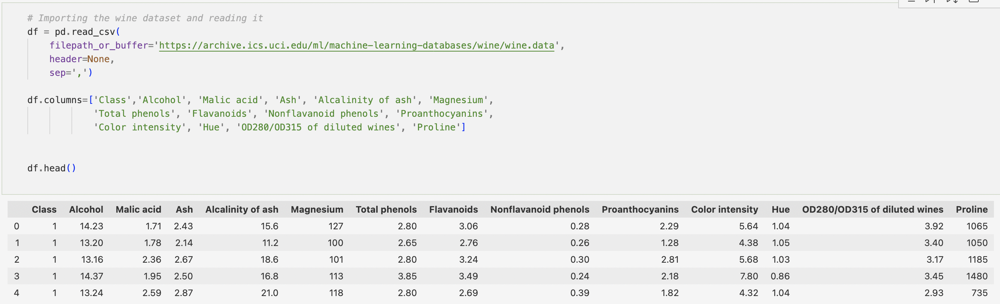 # Importing the wine dataset and reading it
df = pd.read_csv(
filepath_or_buffer='https://archive.ics.uci.edu/ml/machine-learning-databases/wine/wine.data',
header=None,
sep=',')
df.columns=['Class','Alcohol', 'Malic acid', 'Ash', 'Alcalinity of ash', 'Magnesium',
'Total phenols', 'Flavanoids', 'Nonflavanoid phenols', 'Proanthocyanins',
'Color intensity', 'Hue', 'OD280/OD315 of diluted wines', 'Proline']
df.head()
Class Alcohol Malic acid Ash Alcalinity of ash Magnesium Total phenols Flavanoids Nonflavanoid phenols Proanthocyanins Color intensity Hue OD280/OD315 of diluted wines Proline
0 1 14.23 1.71 2.43 15.6 127 2.80 3.06 0.28 2.29 5.64 1.04 3.92 1065
1 1 13.20 1.78 2.14 11.2 100 2.65 2.76 0.26 1.28 4.38 1.05 3.40 1050
2 1 13.16 2.36 2.67 18.6 101 2.80 3.24 0.30 2.81 5.68 1.03 3.17 1185
3 1 14.37 1.95 2.50 16.8 113 3.85 3.49 0.24 2.18 7.80 0.86 3.45 1480
4 1 13.24 2.59 2.87 21.0 118 2.80 2.69 0.39 1.82 4.32 1.04 2.93 735